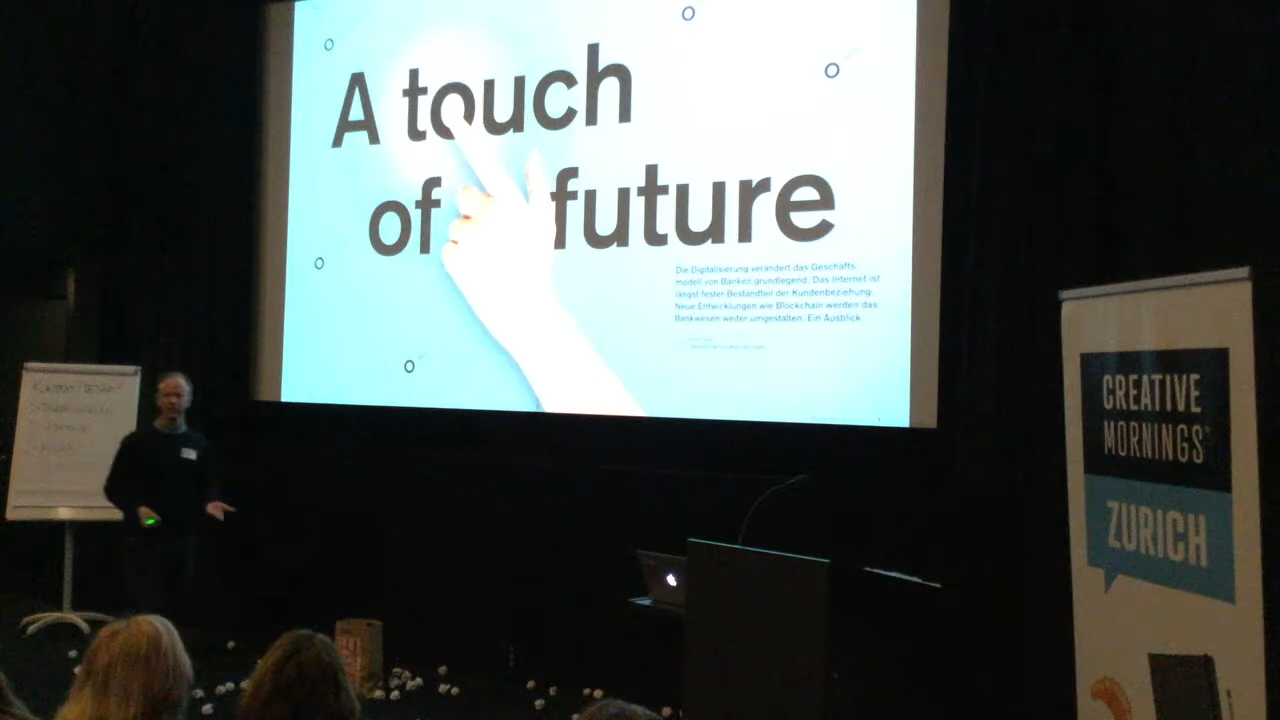 A touch
of future
Die Digitalisierung verändert das Geschäfts-
modell von Banken grundlegend. Das Internet ist
längst fester Bestandteil der Kundenbeziehung.
Neue Entwicklungen wie Blockchain werden das
Bankwesen weiter umgestalten. Ein Ausblick.
CREATIVE
MORNINGS
ZURICH